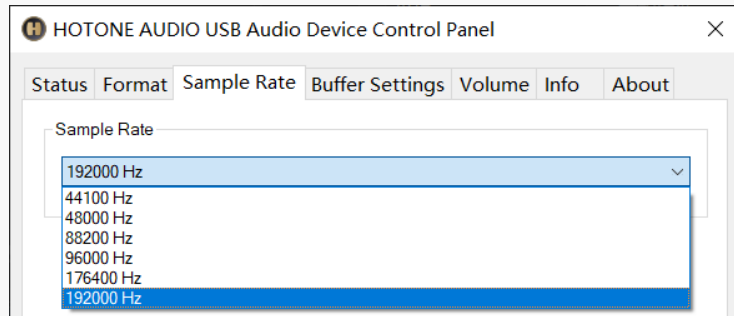 HOTONE AUDIO USB Audio Device Control Panel
Status Format Sample Rate Buffer Settings Volume Info About
Sample Rate
192000 Hz
44100 Hz
48000 Hz
88200 Hz
96000 Hz
176400 Hz
192000 Hz